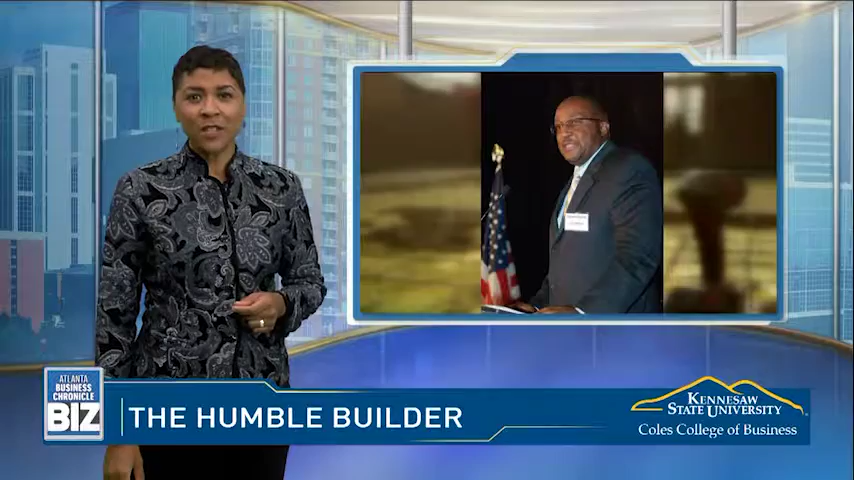 ATLANTA
BUSINESS
CHRONICLE
BIZ
THE HUMBLE BUILDER
KENNESAW
STATE UNIVERSITY
Coles College of Business